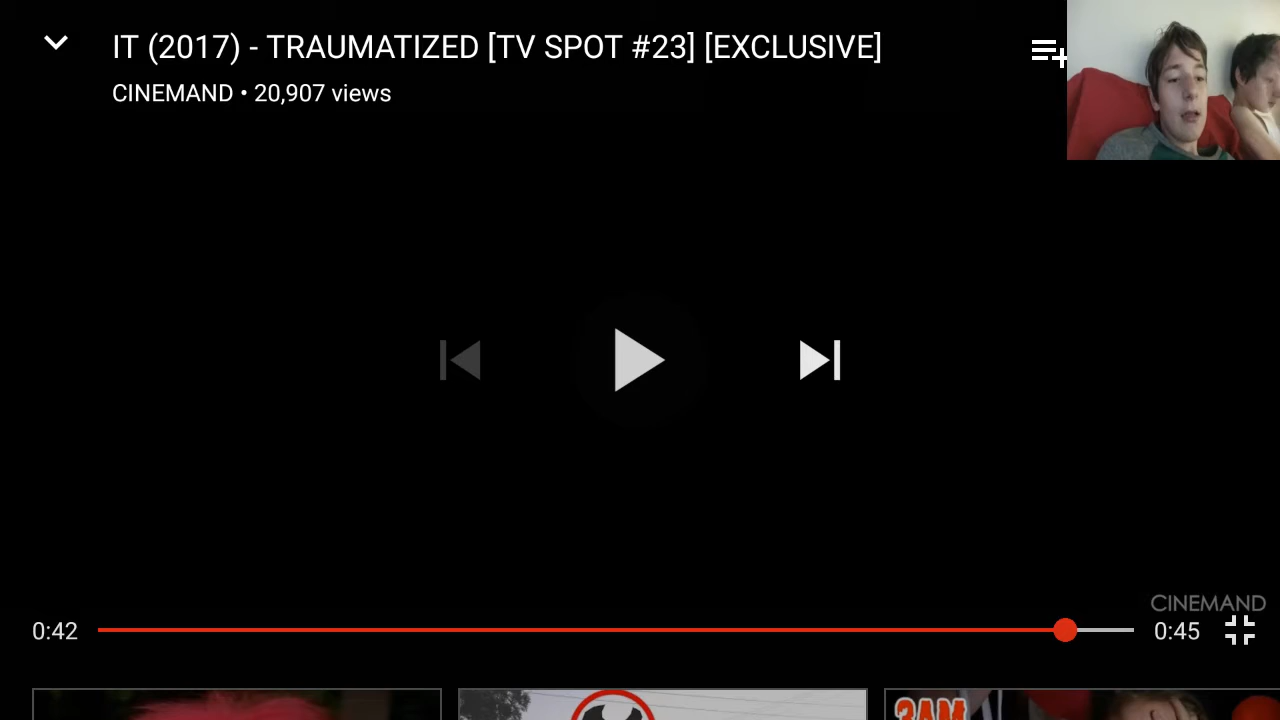 IT (2017) - TRAUMATIZED [TV SPOT #23] [EXCLUSIVE]
CINEMAND • 20,907 views
CINEMAND
0:42
0:45
3AM